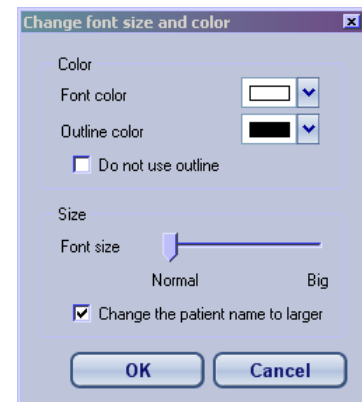 Change font size and color
Color
Font color
Outline color
Do not use outline
Size
Font size
Normal Big
Change the patient name to larger
OK Cancel